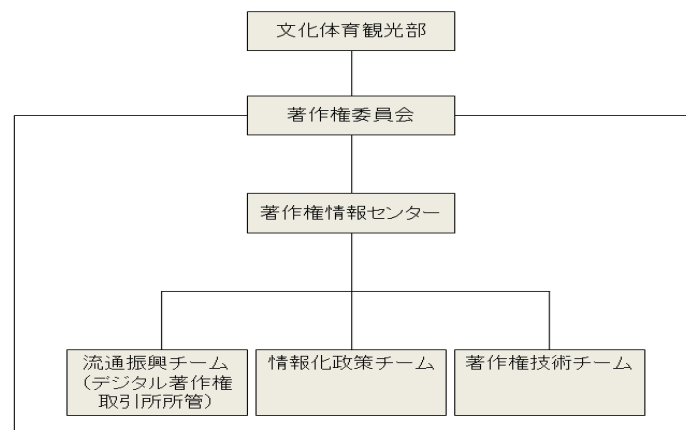 文化体育観光部
著作権委員会
著作権情報センター
流通振興チーム
（デジタル著作権
取引所所管）
情報化政策チーム
著作権技術チーム